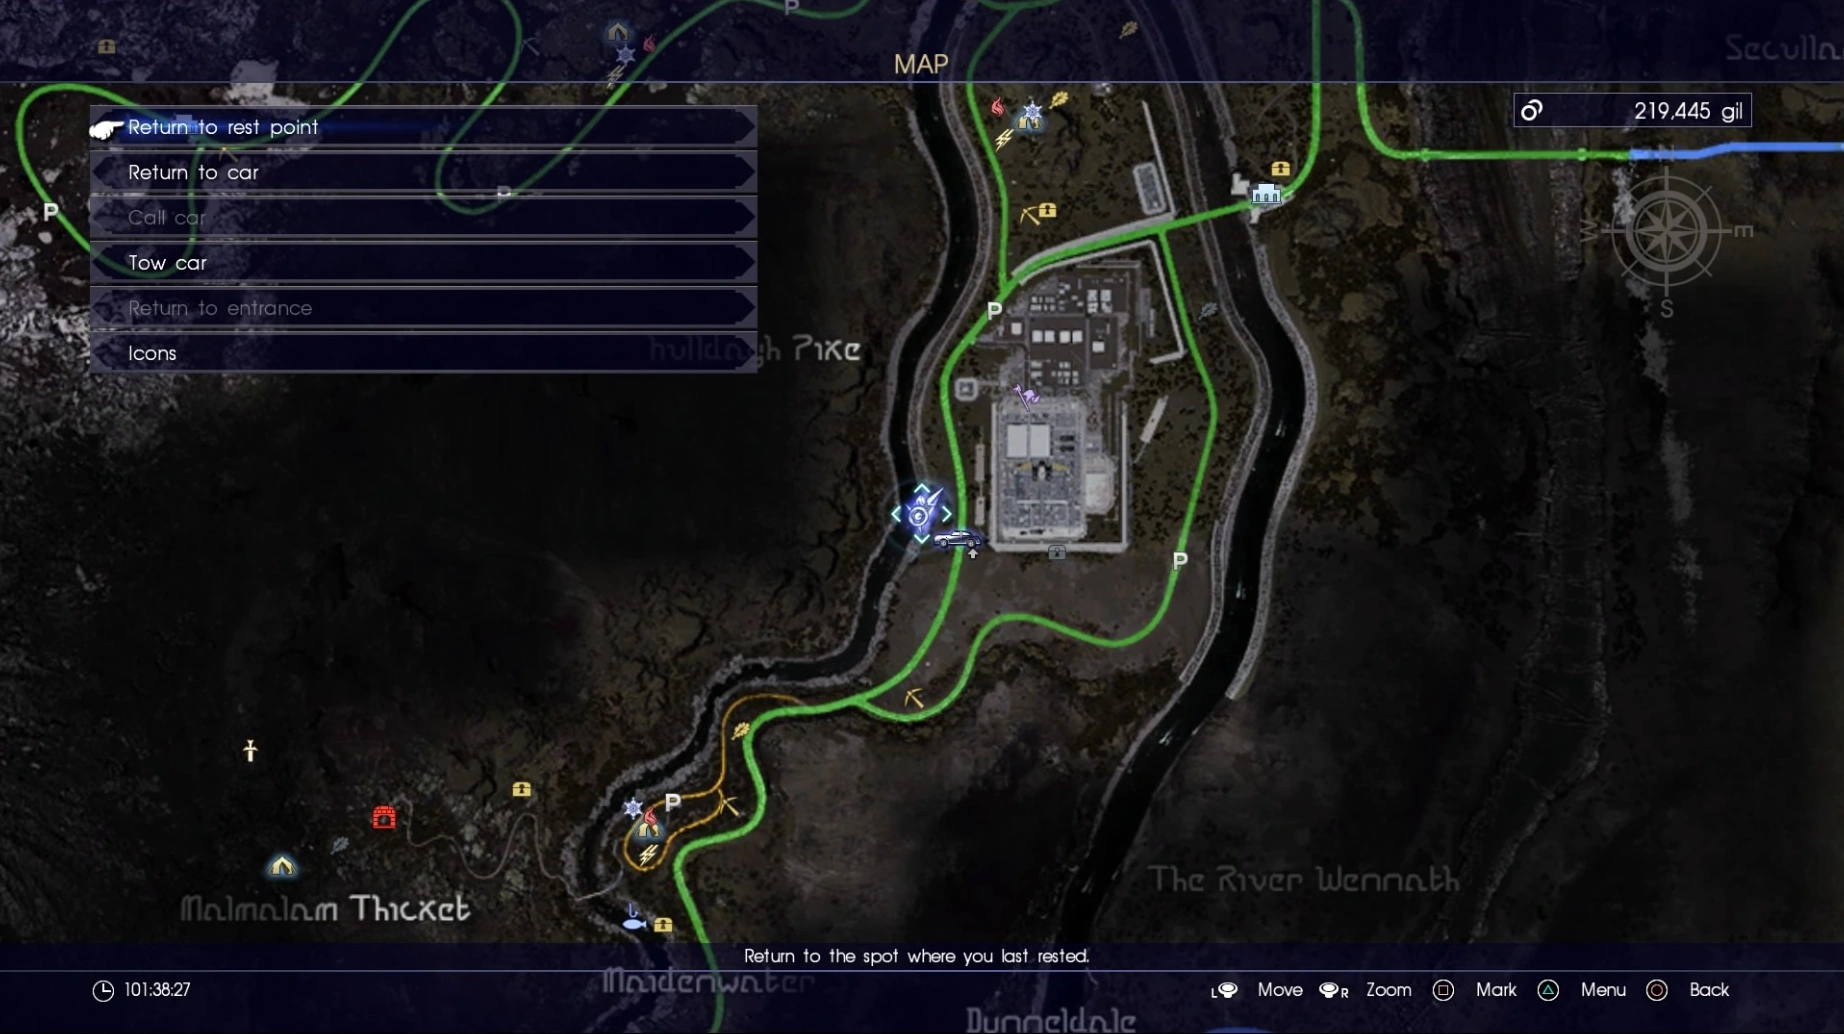 MAP
219,445 gil
Return to rest point
Return to car
Call car
Tow car
Return to entrance
Icons
P
P
P
P
P
P
P
N
W
S
Pike
Malmalam Thicket
The River Wennath
Maidenwater
Dunneldale
Return to the spot where you last rested.
101:38:27
L Move R Zoom Mark Menu Back